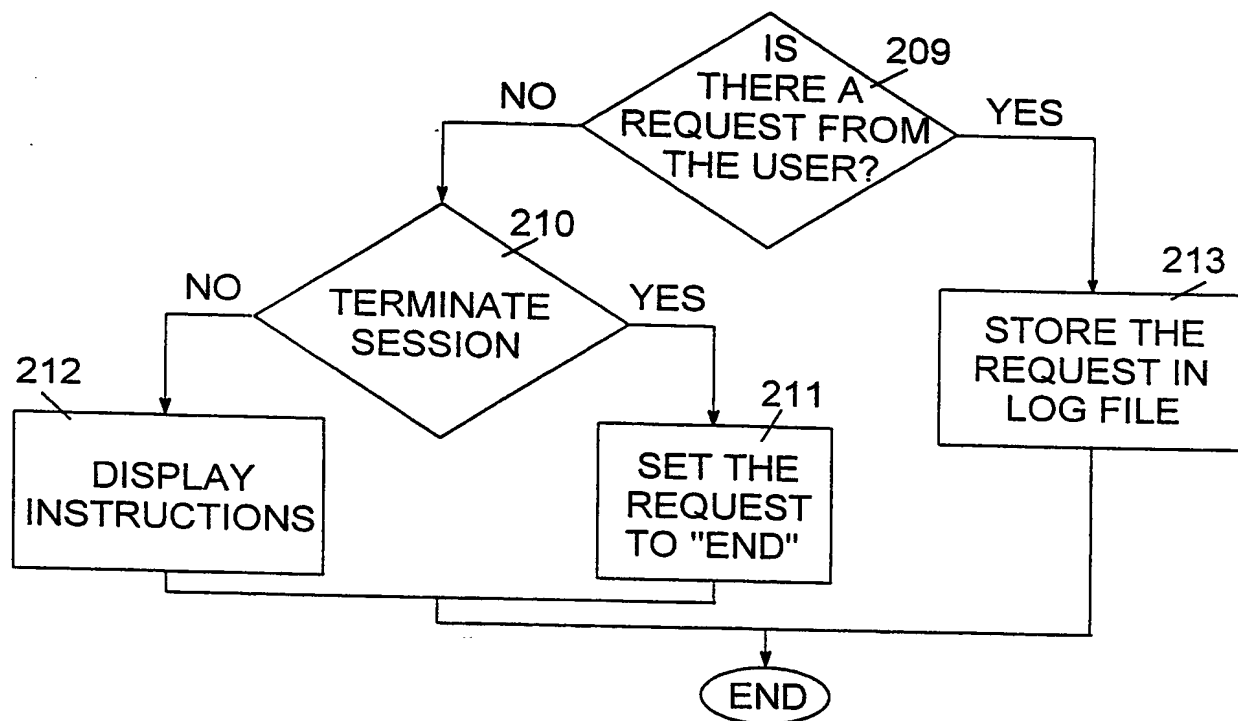 IS
THERE A
REQUEST FROM
THE USER?
209
NO
YES
210
TERMINATE
SESSION
NO
YES
213
STORE THE
REQUEST IN
LOG FILE
212
DISPLAY
INSTRUCTIONS
211
SET THE
REQUEST
TO "END"
END